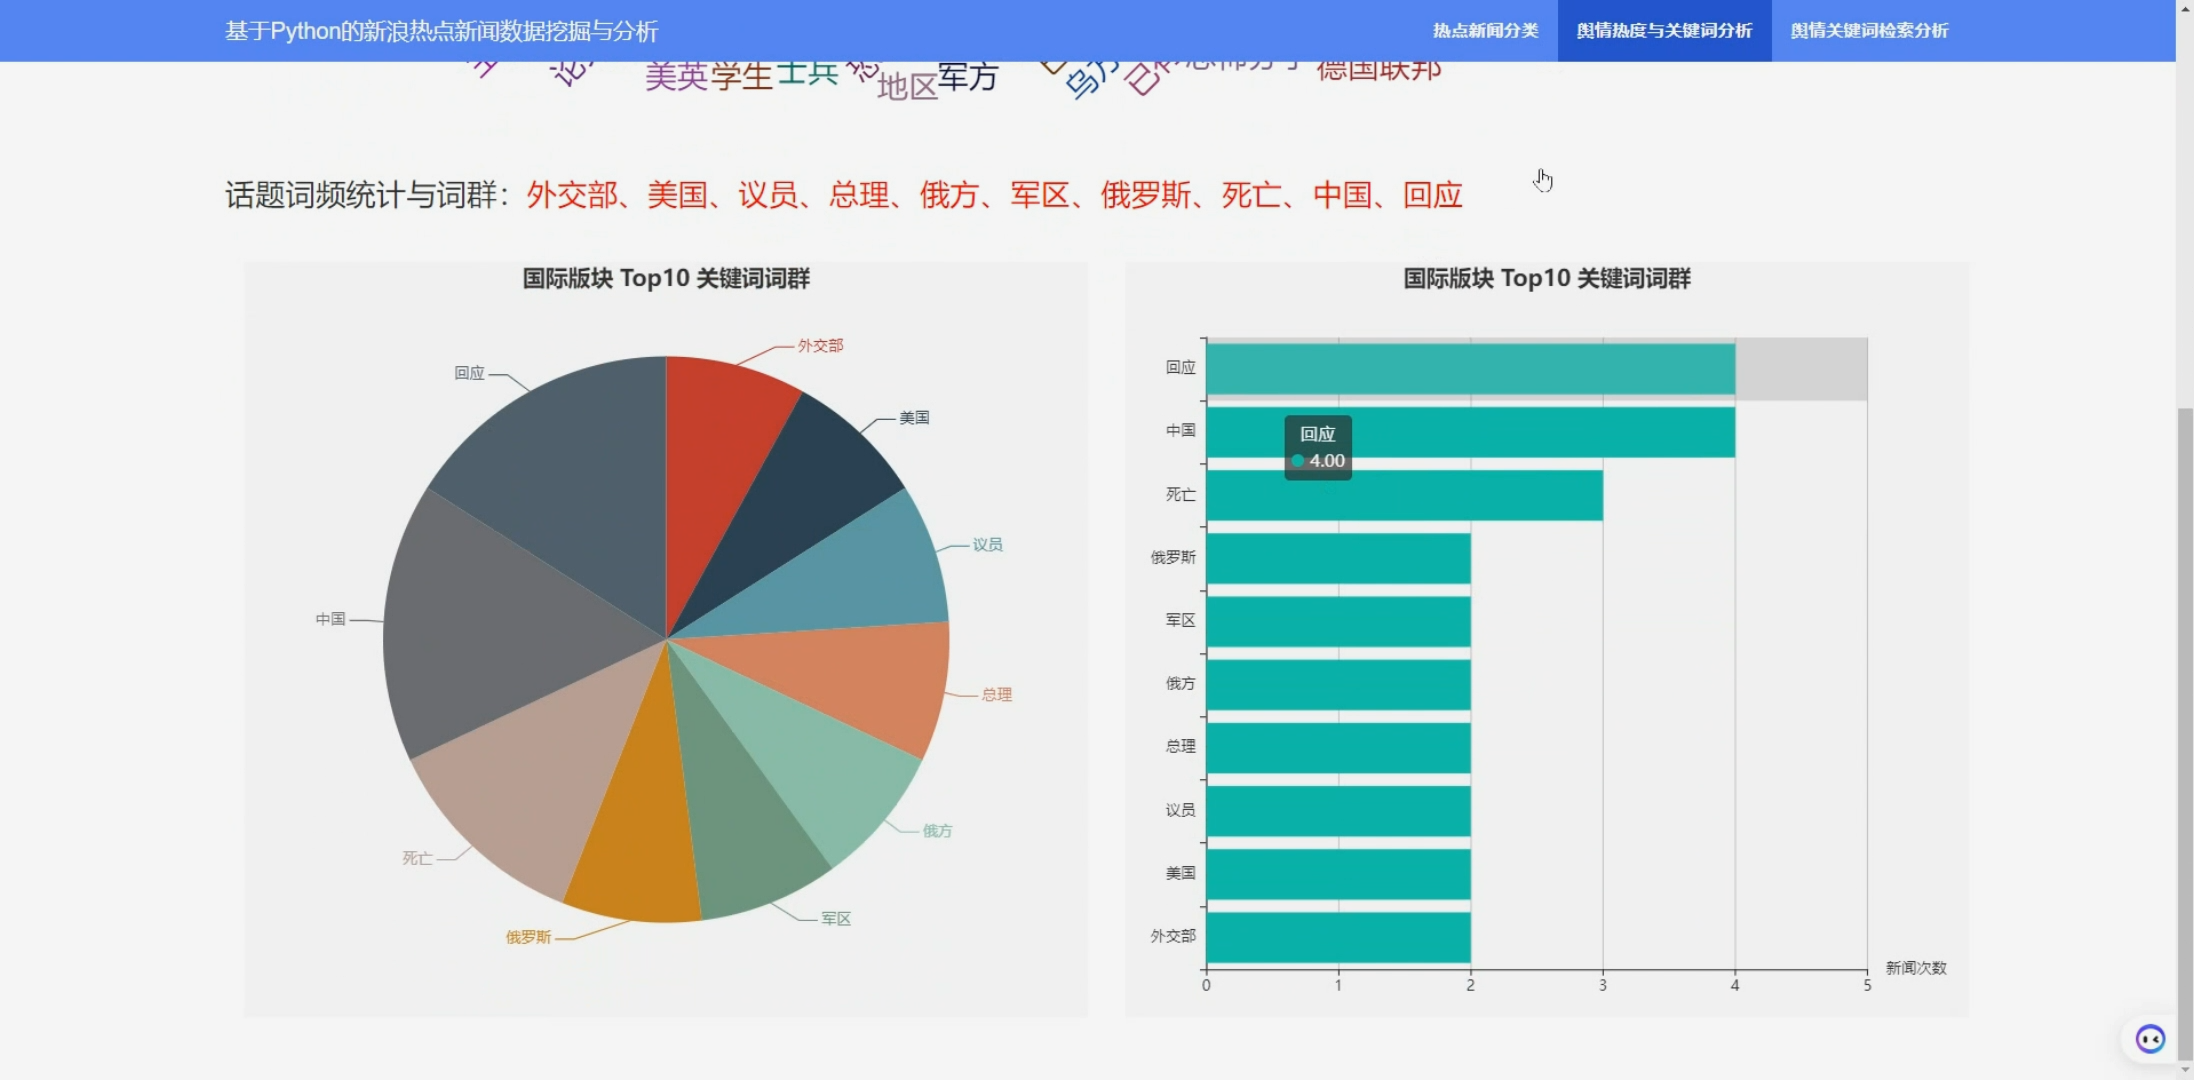 基于Python的新浪热点新闻数据挖掘与分析
热点新闻分类
舆情热度与关键词分析
舆情关键词检索分析
美英
学生
士兵
地区
军方
乌方
德国联邦
话题词频统计与词群：外交部、美国、议员、总理、俄方、军区、俄罗斯、死亡、中国、回应
国际版块 Top10 关键词词群
外交部
美国
议员
总理
俄方
军区
俄罗斯
死亡
中国
回应
国际版块 Top10 关键词词群
回应
中国
死亡
俄罗斯
军区
俄方
总理
议员
美国
外交部
回应
4.00
0 1 2 3 4 5
新闻次数